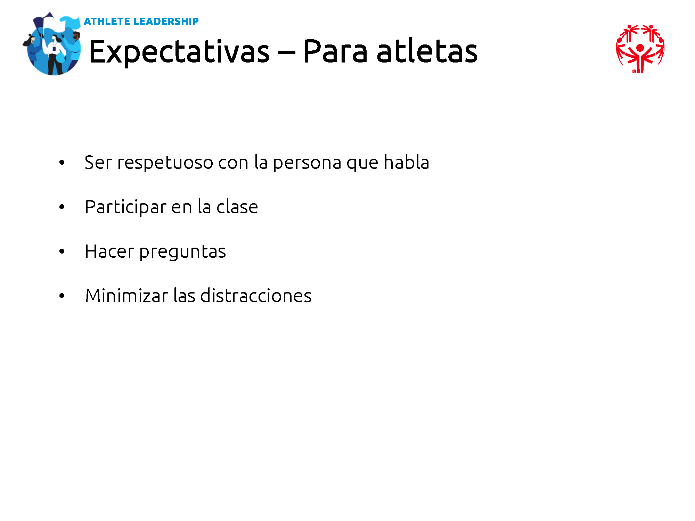 ATHLETE LEADERSHIP
Expectativas – Para atletas
• Ser respetuoso con la persona que habla
• Participar en la clase
• Hacer preguntas
• Minimizar las distracciones